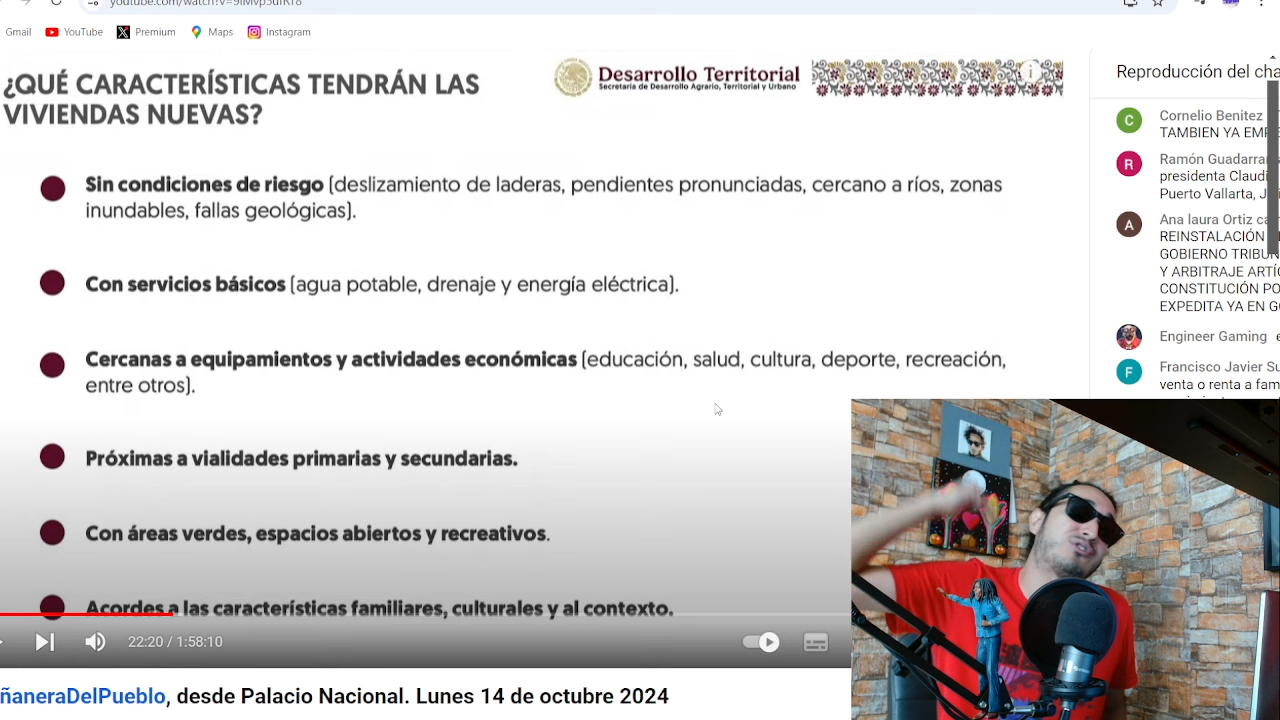 youtube.com/watch?v=
Gmail YouTube Premium Maps Instagram
¿QUÉ CARACTERÍSTICAS TENDRÁN LAS
VIVIENDAS NUEVAS?
Desarrollo Territorial
Secretaría de Desarrollo Agrario, Territorial y Urbano
Sin condiciones de riesgo (deslizamiento de laderas, pendientes pronunciadas, cercano a ríos, zonas
inundables, fallas geológicas).
Con servicios básicos (agua potable, drenaje y energía eléctrica).
Cercanas a equipamientos y actividades económicas (educación, salud, cultura, deporte, recreación,
entre otros).
Próximas a vialidades primarias y secundarias.
Con áreas verdes, espacios abiertos y recreativos.
Acordes a las características familiares, culturales y al contexto.
22:20 / 1:58:10
ñaneraDelPueblo, desde Palacio Nacional. Lunes 14 de octubre 2024
Reproducción del cha
C
Cornelio Benitez
TAMBIEN YA EMP
R
Ramón Guadarra
presidenta Claudi
Puerto Vallarta, J
A
Ana laura Ortiz ca
REINSTALACIÓN
GOBIERNO TRIBUN
Y ARBITRAJE ARTÍ
CONSTITUCIÓN PO
EXPEDITA YA EN G
Engineer Gaming e
F
Francisco Javier Su
venta o renta a fam